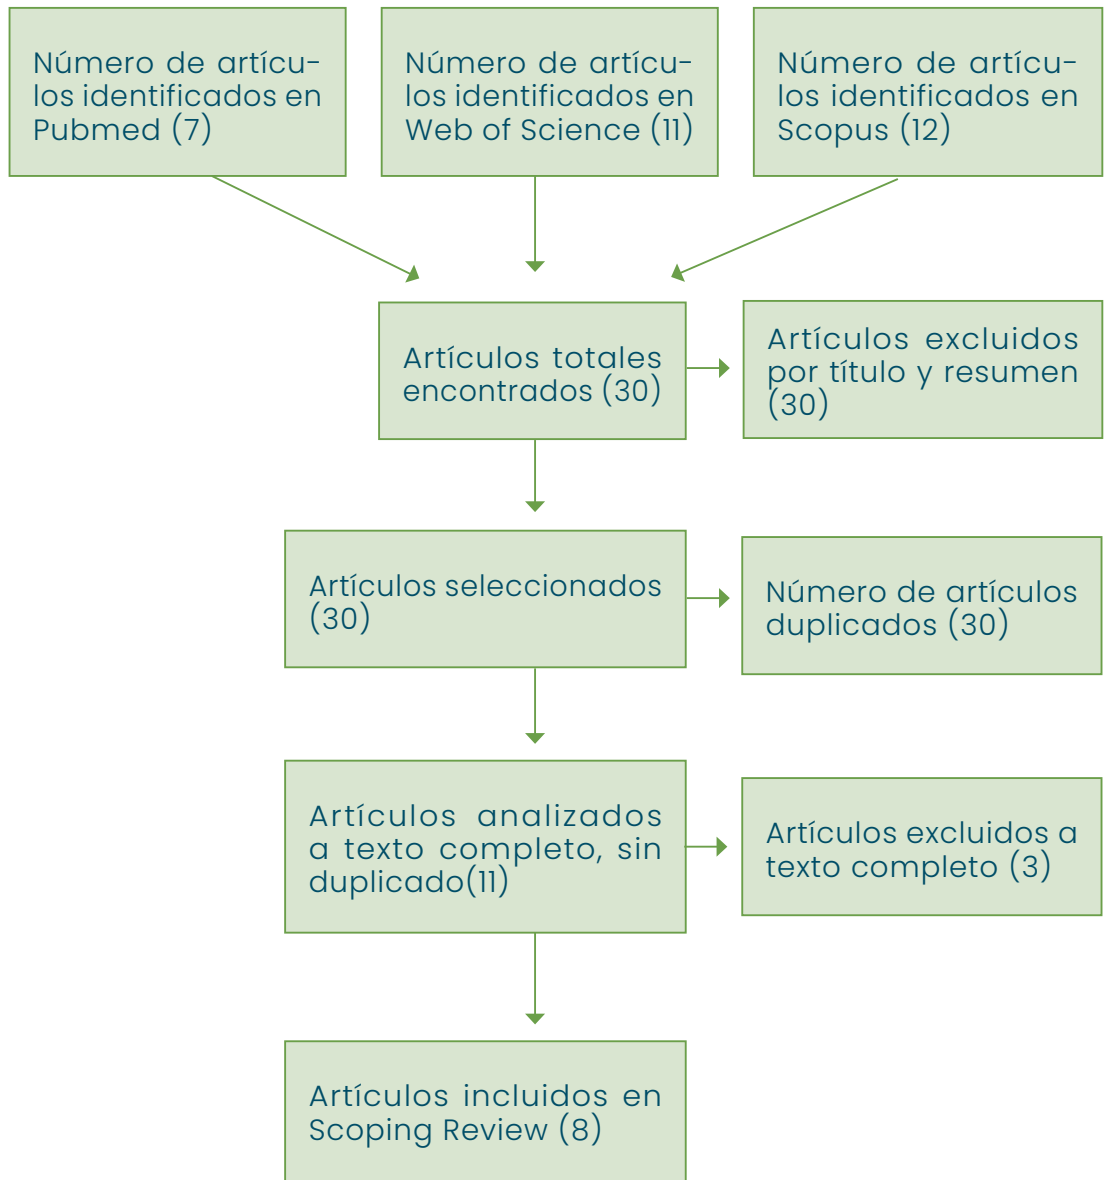 Número de artícu-
los identificados en
Pubmed (7)
Número de artícu-
los identificados en
Web of Science (11)
Número de artícu-
los identificados en
Scopus (12)
Artículos totales
encontrados (30)
Artículos excluidos
por título y resumen
(30)
Artículos seleccionados
(30)
Número de artículos
duplicados (30)
Artículos analizados
a texto completo, sin
duplicado(11)
Artículos excluidos a
texto completo (3)
Artículos incluidos en
Scoping Review (8)